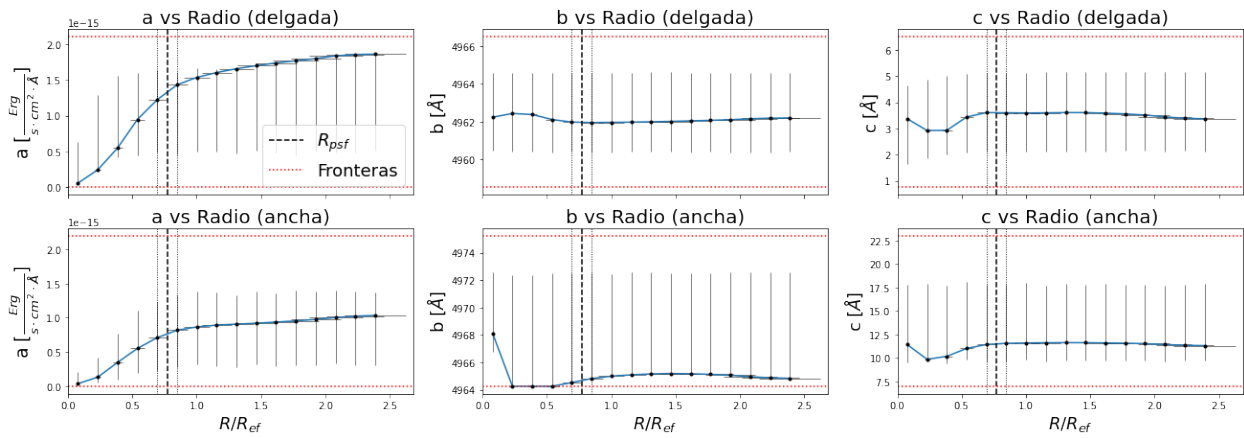 a vs Radio (delgada)
b vs Radio (delgada)
c vs Radio (delgada)
1e−15
a [ Erg / s · cm² · Å ]
2.0
1.5
1.0
0.5
0.0
R_psf
Fronteras
b [Å]
4966
4964
4962
4960
c [Å]
6
5
4
3
2
1
a vs Radio (ancha)
b vs Radio (ancha)
c vs Radio (ancha)
1e−15
a [ Erg / s · cm² · Å ]
2.0
1.5
1.0
0.5
0.0
0.0 0.5 1.0 1.5 2.0 2.5
R/R_ef
b [Å]
4974
4972
4970
4968
4966
4964
0.0 0.5 1.0 1.5 2.0 2.5
R/R_ef
c [Å]
22.5
20.0
17.5
15.0
12.5
10.0
7.5
0.0 0.5 1.0 1.5 2.0 2.5
R/R_ef